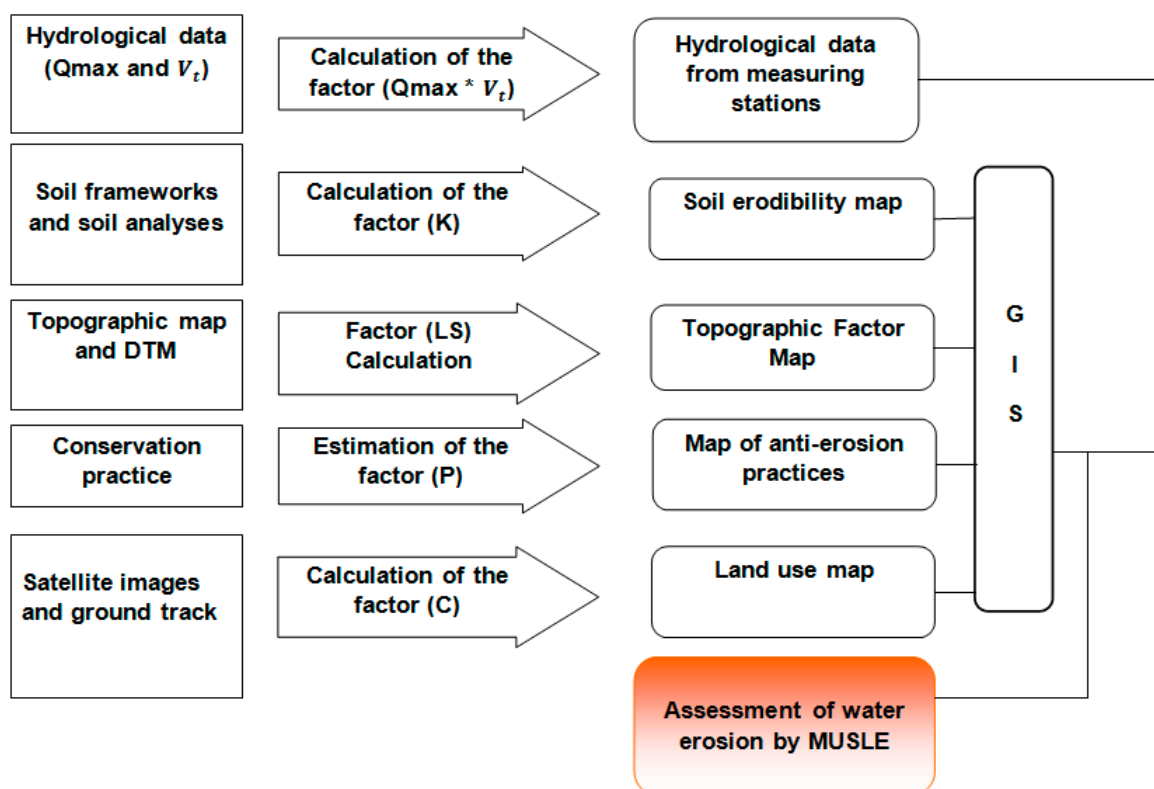 Hydrological data
(Qmax and V_t)
Calculation of the
factor (Qmax * V_t)
Hydrological data
from measuring
stations
Soil frameworks
and soil analyses
Calculation of the
factor (K)
Soil erodibility map
Topographic map
and DTM
Factor (LS)
Calculation
Topographic Factor
Map
G
I
S
Conservation
practice
Estimation of the
factor (P)
Map of anti-erosion
practices
Satellite images
and ground track
Calculation of the
factor (C)
Land use map
Assessment of water
erosion by MUSLE